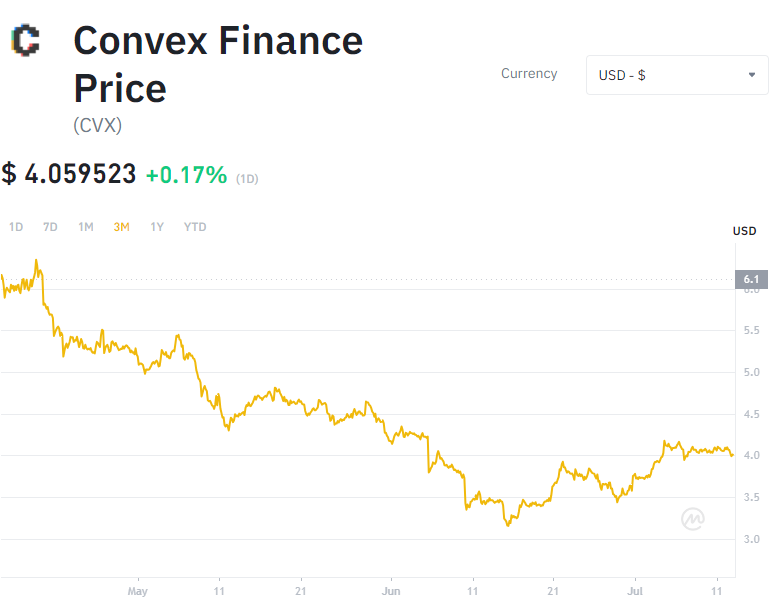 Convex Finance
Price
(CVX)
Currency
USD - $
$ 4.059523 +0.17% (1D)
1D 7D 1M 3M 1Y YTD
USD
6.1
5.5
5.0
4.5
4.0
3.5
3.0
May 11 21 Jun 11 21 Jul 11